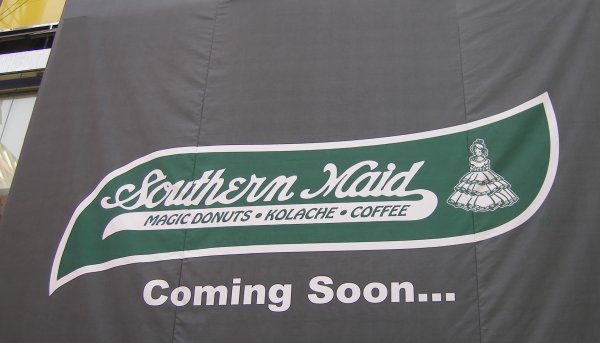 Southern Maid
MAGIC DONUTS • KOLACHE • COFFEE
Coming Soon...